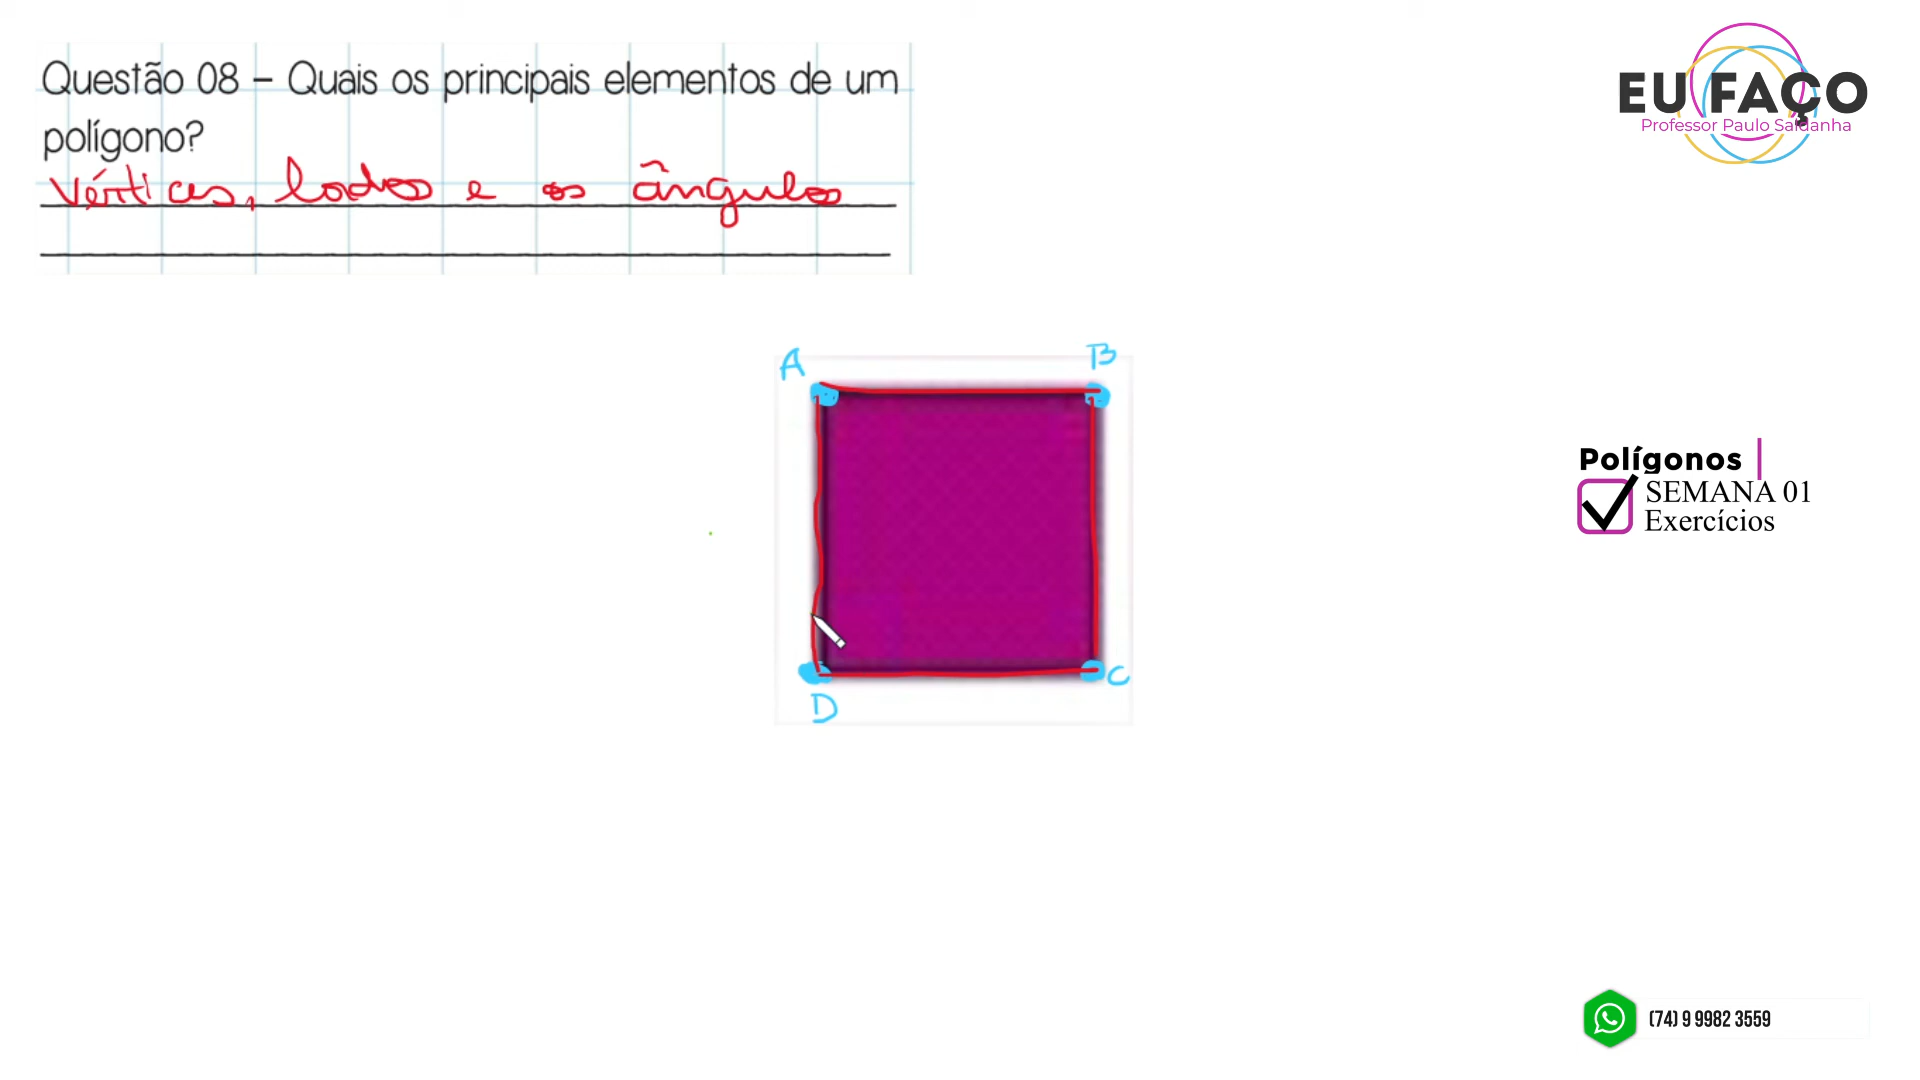 Questão 08 – Quais os principais elementos de um
polígono?
Vértices, lados e os ângulos
EU FAÇO
Professor Paulo Saldanha
A
B
C
D
Polígonos
SEMANA 01
Exercícios
(74) 9 9982 3559